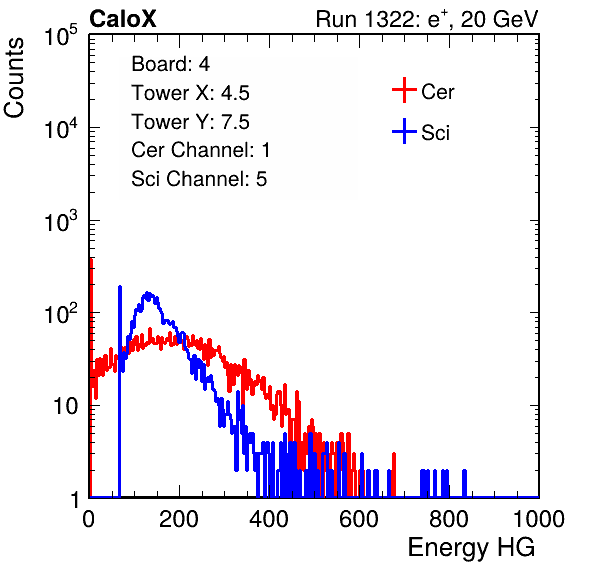 CaloX Run 1322: e⁺, 20 GeV
Counts
Board: 4
Tower X: 4.5
Tower Y: 7.5
Cer Channel: 1
Sci Channel: 5
Cer
Sci
10⁵
10⁴
10³
10²
10
1
0 200 400 600 800 1000
Energy HG